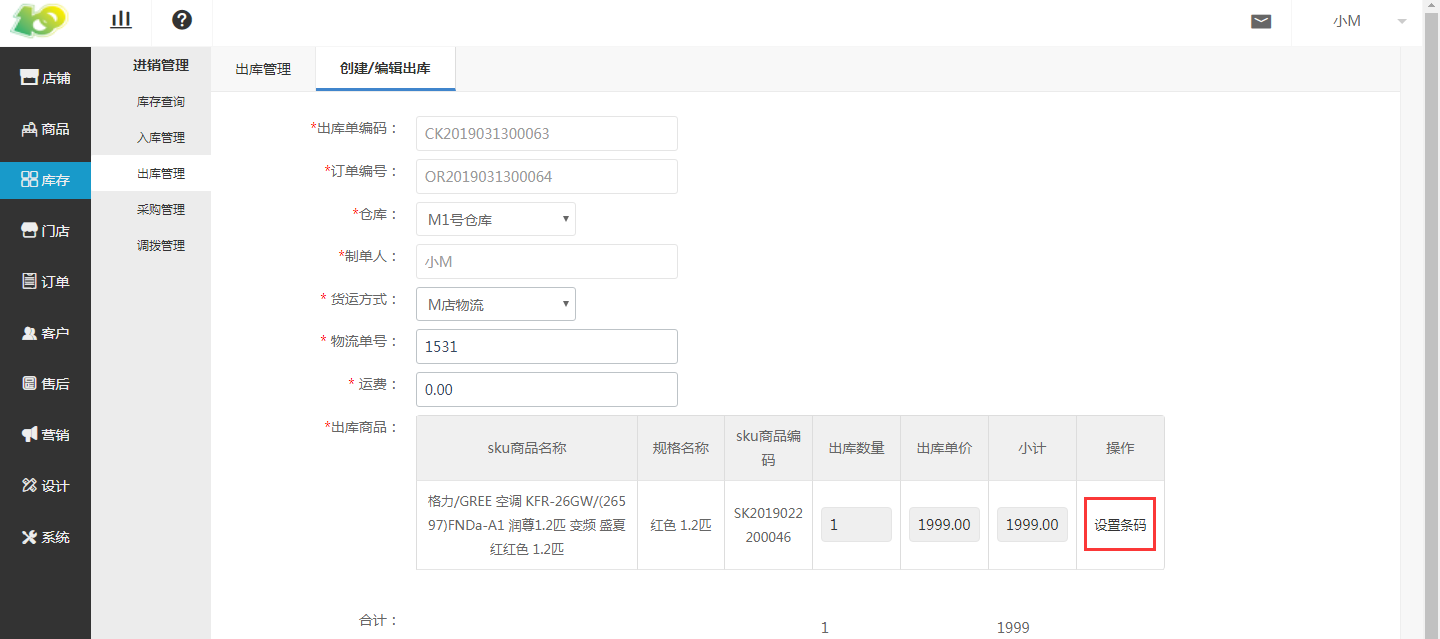 小M
店铺
商品
库存
门店
订单
客户
售后
营销
设计
系统
进销管理
库存查询
入库管理
出库管理
采购管理
调拨管理
出库管理
创建/编辑出库
*出库单编码： CK2019031300063
*订单编号： OR2019031300064
*仓库： M1号仓库
*制单人： 小M
* 货运方式： M店物流
* 物流单号： 1531
* 运费： 0.00
*出库商品：
sku商品名称 规格名称 sku商品编码 出库数量 出库单价 小计 操作
格力/GREE 空调 KFR-26GW/(265
97)FNDa-A1 润尊1.2匹 变频 盛夏
红红色 1.2匹
红色 1.2匹
SK2019022
200046
1
1999.00
1999.00
设置条码
合计：
1
1999